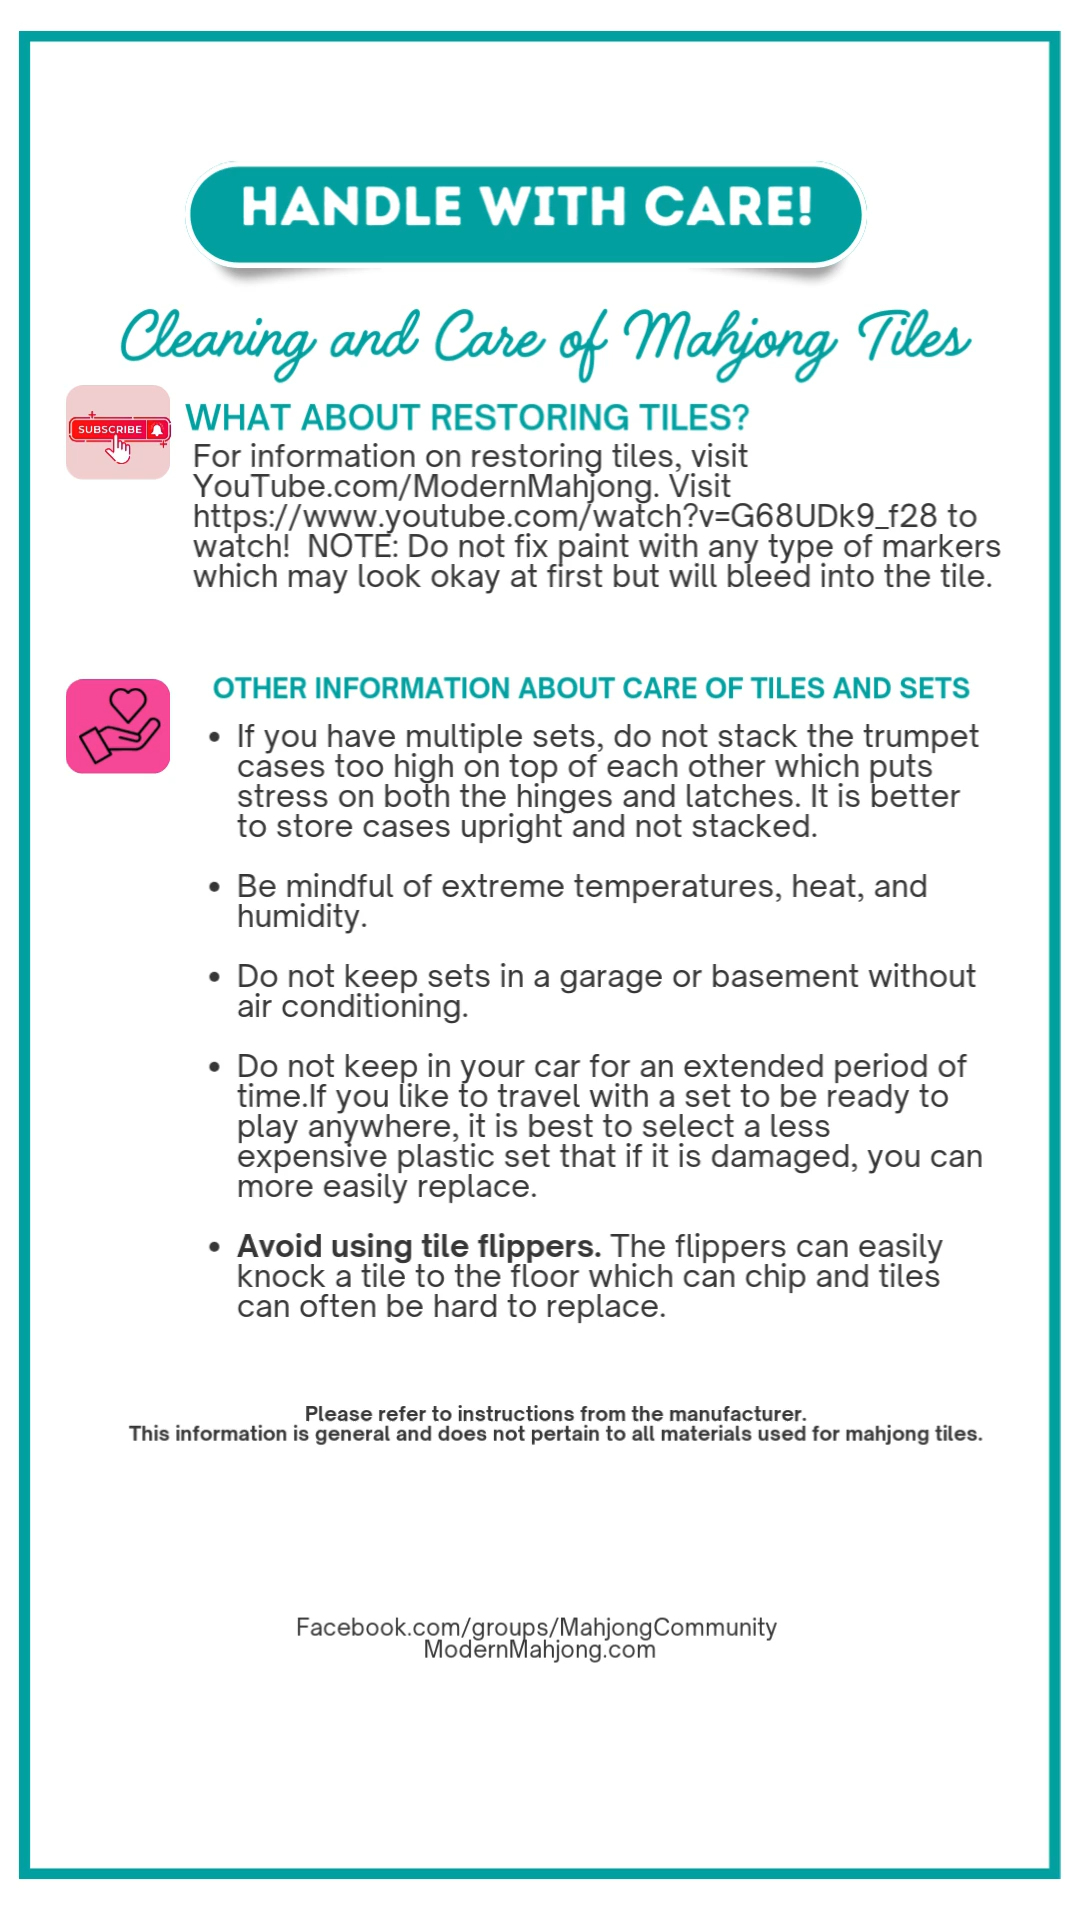 HANDLE WITH CARE!
Cleaning and Care of Mahjong Tiles
SUBSCRIBE
WHAT ABOUT RESTORING TILES?
For information on restoring tiles, visit
YouTube.com/ModernMahjong. Visit
https://www.youtube.com/watch?v=G68UDk9_f28 to
watch!  NOTE: Do not fix paint with any type of markers
which may look okay at first but will bleed into the tile.
OTHER INFORMATION ABOUT CARE OF TILES AND SETS
• If you have multiple sets, do not stack the trumpet
cases too high on top of each other which puts
stress on both the hinges and latches. It is better
to store cases upright and not stacked.
• Be mindful of extreme temperatures, heat, and
humidity.
• Do not keep sets in a garage or basement without
air conditioning.
• Do not keep in your car for an extended period of
time.If you like to travel with a set to be ready to
play anywhere, it is best to select a less
expensive plastic set that if it is damaged, you can
more easily replace.
• Avoid using tile flippers. The flippers can easily
knock a tile to the floor which can chip and tiles
can often be hard to replace.
Please refer to instructions from the manufacturer.
This information is general and does not pertain to all materials used for mahjong tiles.
Facebook.com/groups/MahjongCommunity
ModernMahjong.com